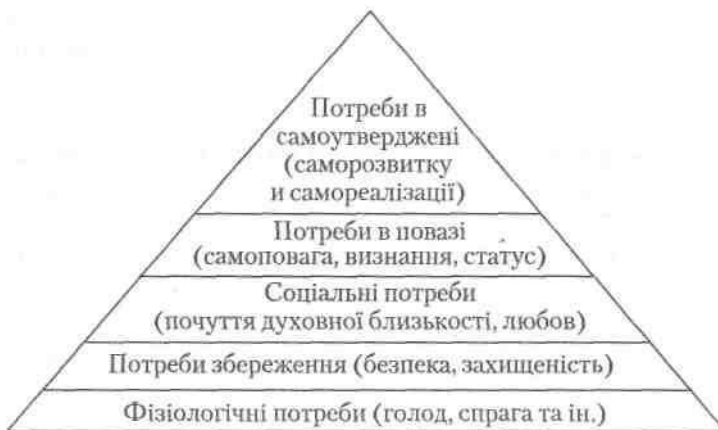 Потреби в
самоутверджені
(саморозвитку
и самореалізації)
Потреби в повазі
(самоповага, визнання, статус)
Соціальні потреби
(почуття духовної близькості, любов)
Потреби збереження (безпека, захищеність)
Фізіологічні потреби (голод, спрага та ін.)